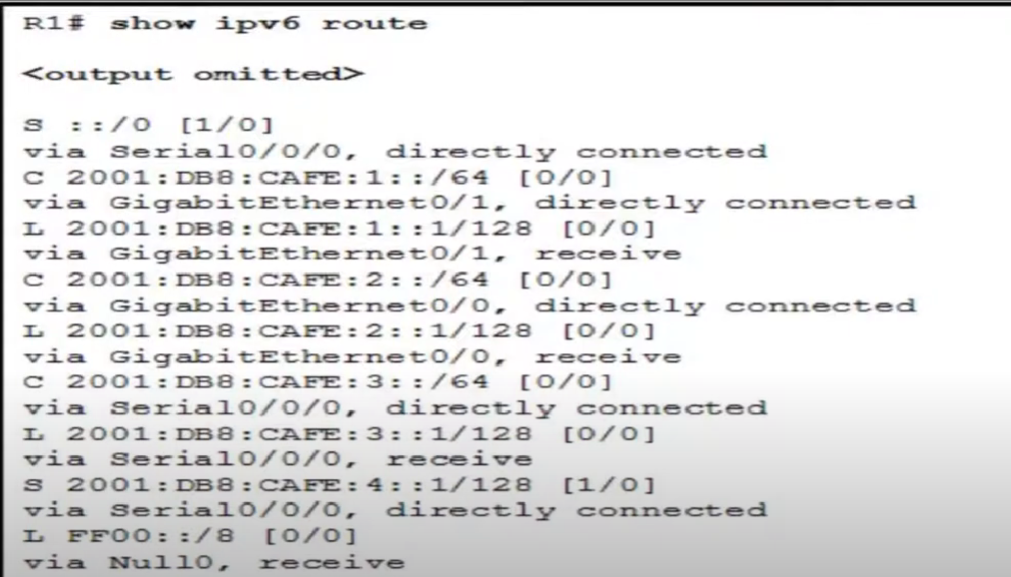 R1# show ipv6 route
<output omitted>
S ::/0 [1/0]
via Serial0/0/0, directly connected
C 2001:DB8:CAFE:1::/64 [0/0]
via GigabitEthernet0/1, directly connected
L 2001:DB8:CAFE:1::1/128 [0/0]
via GigabitEthernet0/1, receive
C 2001:DB8:CAFE:2::/64 [0/0]
via GigabitEthernet0/0, directly connected
L 2001:DB8:CAFE:2::1/128 [0/0]
via GigabitEthernet0/0, receive
C 2001:DB8:CAFE:3::/64 [0/0]
via Serial0/0/0, directly connected
L 2001:DB8:CAFE:3::1/128 [0/0]
via Serial0/0/0, receive
S 2001:DB8:CAFE:4::1/128 [1/0]
via Serial0/0/0, directly connected
L FF00::/8 [0/0]
via Null0, receive